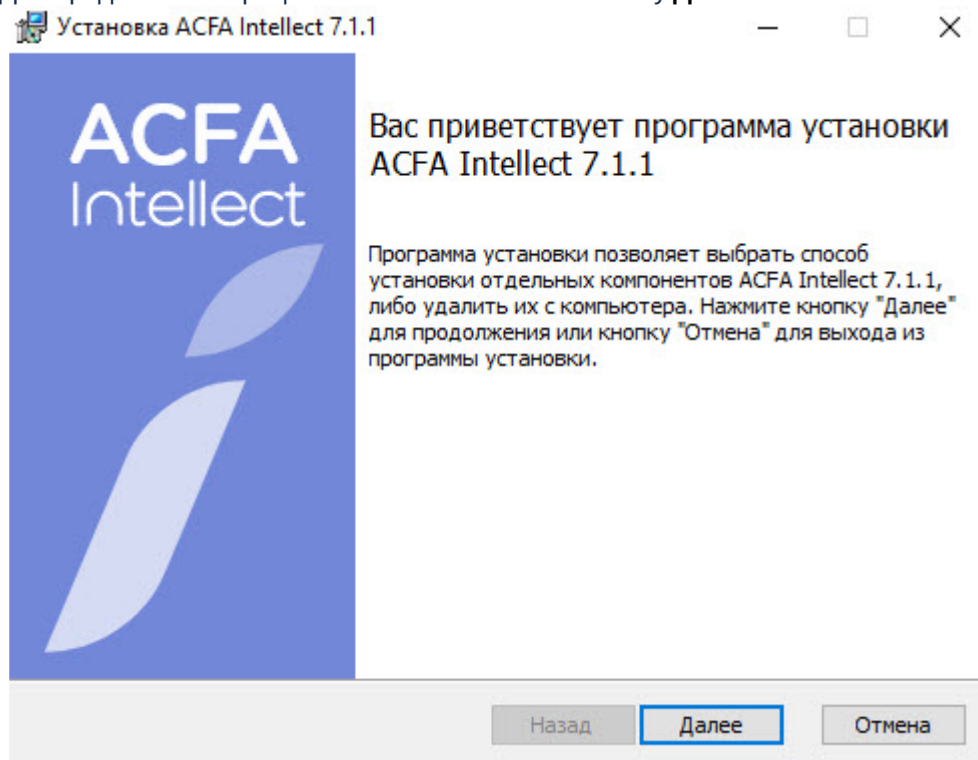 Установка ACFA Intellect 7.1.1
ACFA
Intellect
Вас приветствует программа установки
ACFA Intellect 7.1.1
Программа установки позволяет выбрать способ
установки отдельных компонентов ACFA Intellect 7.1.1,
либо удалить их с компьютера. Нажмите кнопку "Далее"
для продолжения или кнопку "Отмена" для выхода из
программы установки.
Назад
Далее
Отмена